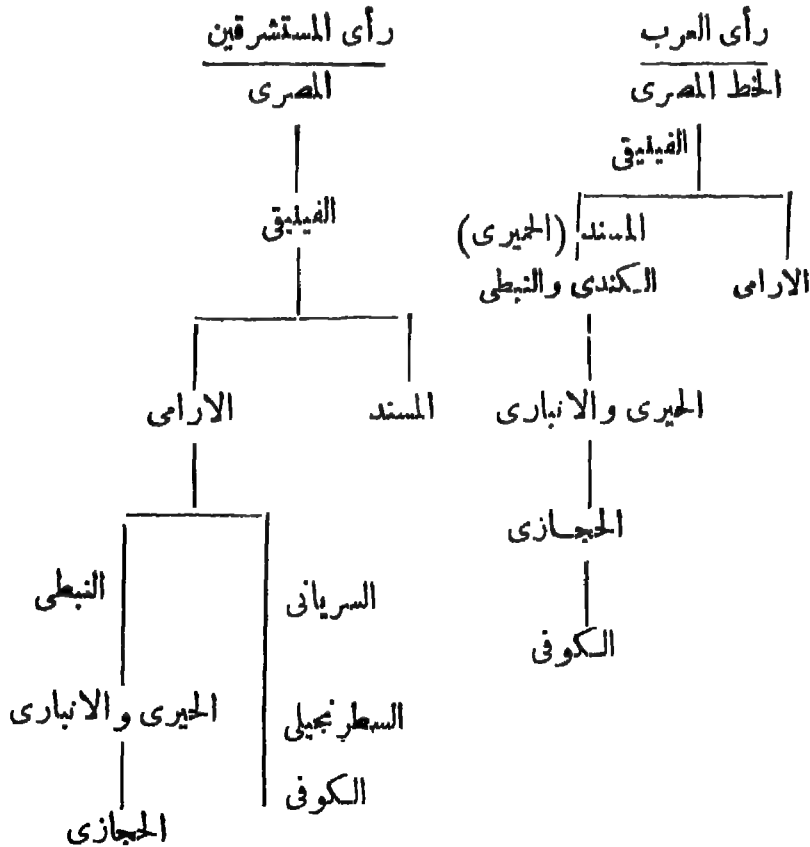 رأى العرب
الخط المصرى
الفينيقى
المسند (الحميرى)
الارامى
الكندى والنبطى
الحيرى والانبارى
الحجازى
الكوفى
رأى المستشرقين
المصرى
الفينيقى
المسند
الارامى
السريانى
النبطى
السطرنجيلى
الحيرى والانبارى
الكوفى
الحجازى